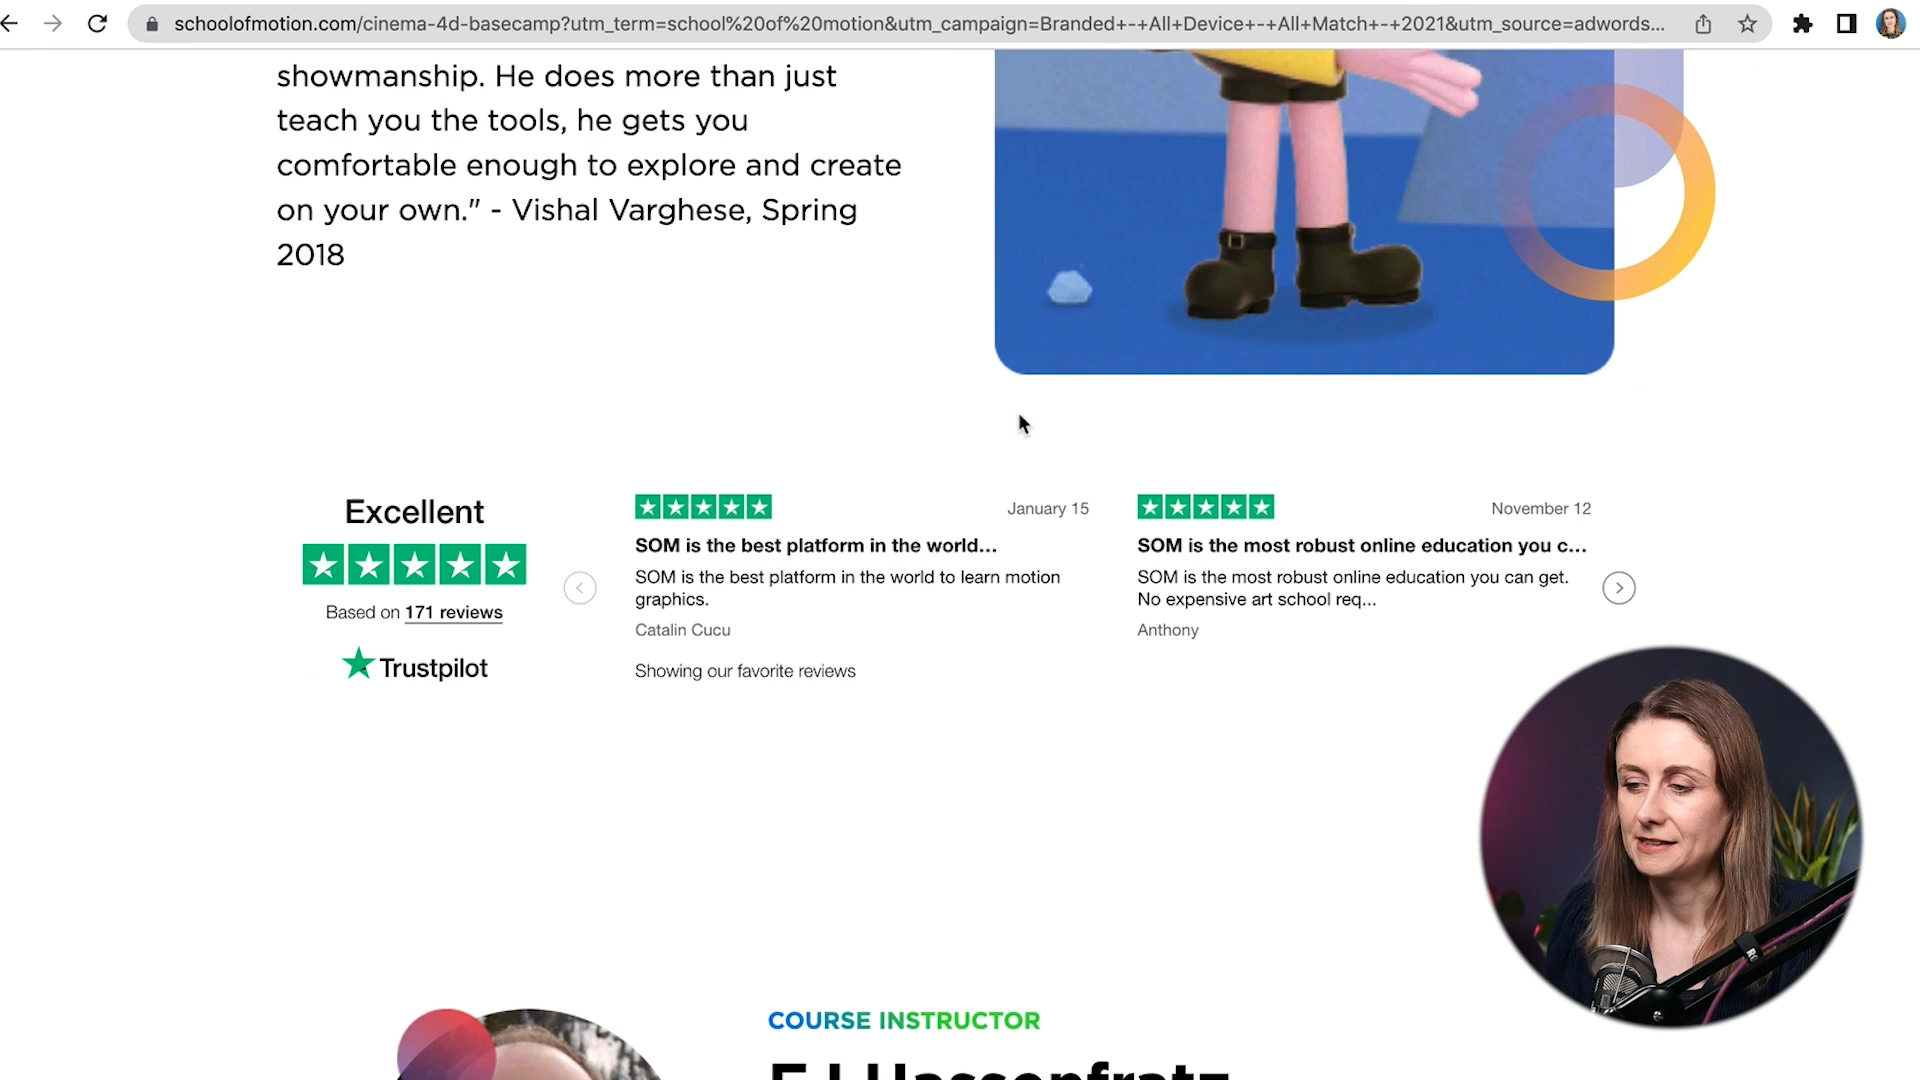 schoolofmotion.com/cinema-4d-basecamp?utm_term=school%20of%20motion&utm_campaign=Branded+-+All+Device+-+All+Match+-+2021&utm_source=adwords...
showmanship. He does more than just
teach you the tools, he gets you
comfortable enough to explore and create
on your own." - Vishal Varghese, Spring
2018
Excellent
Based on 171 reviews
Trustpilot
January 15
SOM is the best platform in the world...
SOM is the best platform in the world to learn motion
graphics.
Catalin Cucu
Showing our favorite reviews
November 12
SOM is the most robust online education you c...
SOM is the most robust online education you can get.
No expensive art school req...
Anthony
COURSE INSTRUCTOR
EJ Hassenfratz